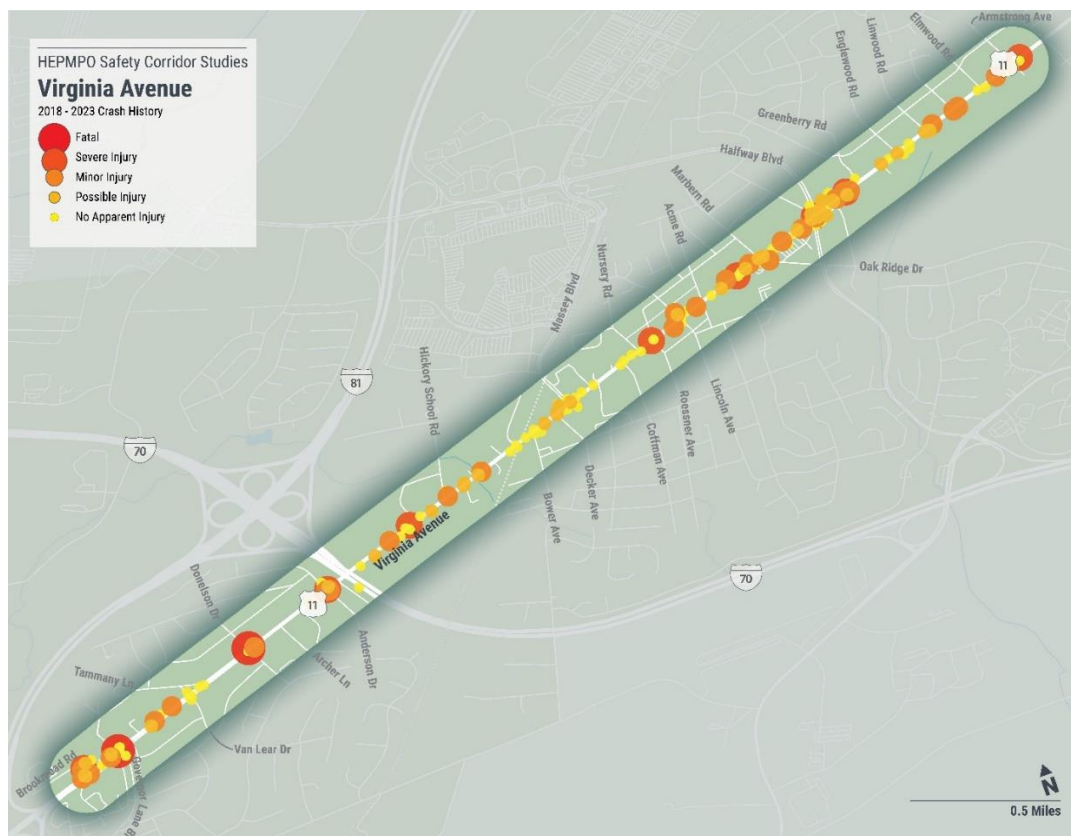 HEPMPO Safety Corridor Studies
Virginia Avenue
2018 - 2023 Crash History
Fatal
Severe Injury
Minor Injury
Possible Injury
No Apparent Injury
Armstrong Ave
Elmwood Rd
Linwood Rd
Englewood Rd
11
Greenberry Rd
Halfway Blvd
Marbern Rd
Acme Rd
Nursery Rd
Massey Blvd
Oak Ridge Dr
Hickory School Rd
81
70
Lincoln Ave
Roessner Ave
Coffman Ave
Decker Ave
Bower Ave
Virginia Avenue
70
Donelson Dr
11
Anderson Dr
Archer Ln
Tammany Ln
Van Lear Dr
Brookmead Rd
Governor Lane
N
0.5 Miles